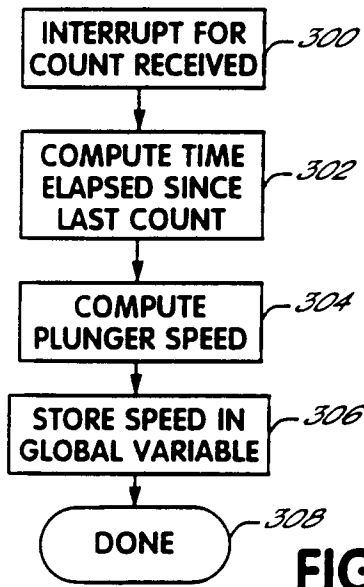 INTERRUPT FOR
COUNT RECEIVED
300
COMPUTE TIME
ELAPSED SINCE
LAST COUNT
302
COMPUTE
PLUNGER SPEED
304
STORE SPEED IN
GLOBAL VARIABLE
306
DONE
308
FIG